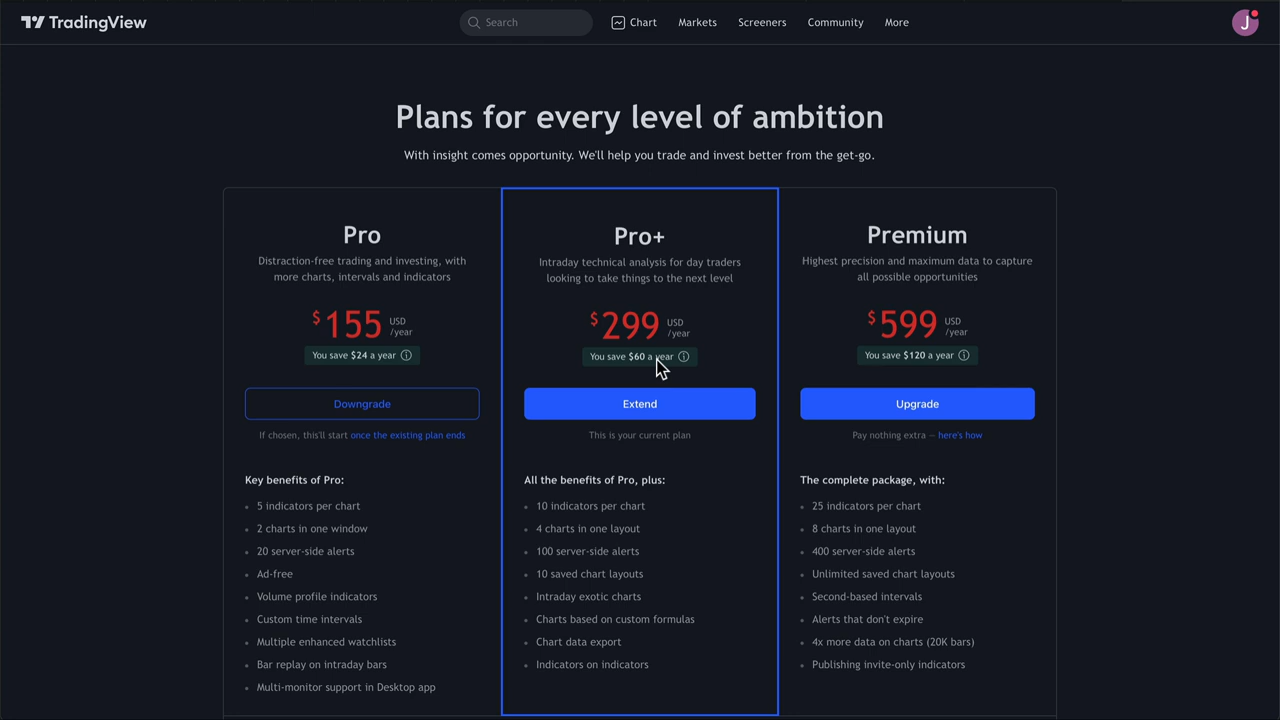 TradingView
Search
Chart
Markets
Screeners
Community
More
J
Plans for every level of ambition
With insight comes opportunity. We'll help you trade and invest better from the get-go.
Pro
Distraction-free trading and investing, with
more charts, intervals and indicators
$155 USD
/year
You save $24 a year
Downgrade
If chosen, this'll start once the existing plan ends
Key benefits of Pro:
5 indicators per chart
2 charts in one window
20 server-side alerts
Ad-free
Volume profile indicators
Custom time intervals
Multiple enhanced watchlists
Bar replay on intraday bars
Multi-monitor support in Desktop app
Pro+
Intraday technical analysis for day traders
looking to take things to the next level
$299 USD
/year
You save $60 a year
Extend
This is your current plan
All the benefits of Pro, plus:
10 indicators per chart
4 charts in one layout
100 server-side alerts
10 saved chart layouts
Intraday exotic charts
Charts based on custom formulas
Chart data export
Indicators on indicators
Premium
Highest precision and maximum data to capture
all possible opportunities
$599 USD
/year
You save $120 a year
Upgrade
Pay nothing extra — here's how
The complete package, with:
25 indicators per chart
8 charts in one layout
400 server-side alerts
Unlimited saved chart layouts
Second-based intervals
Alerts that don't expire
4x more data on charts (20K bars)
Publishing invite-only indicators